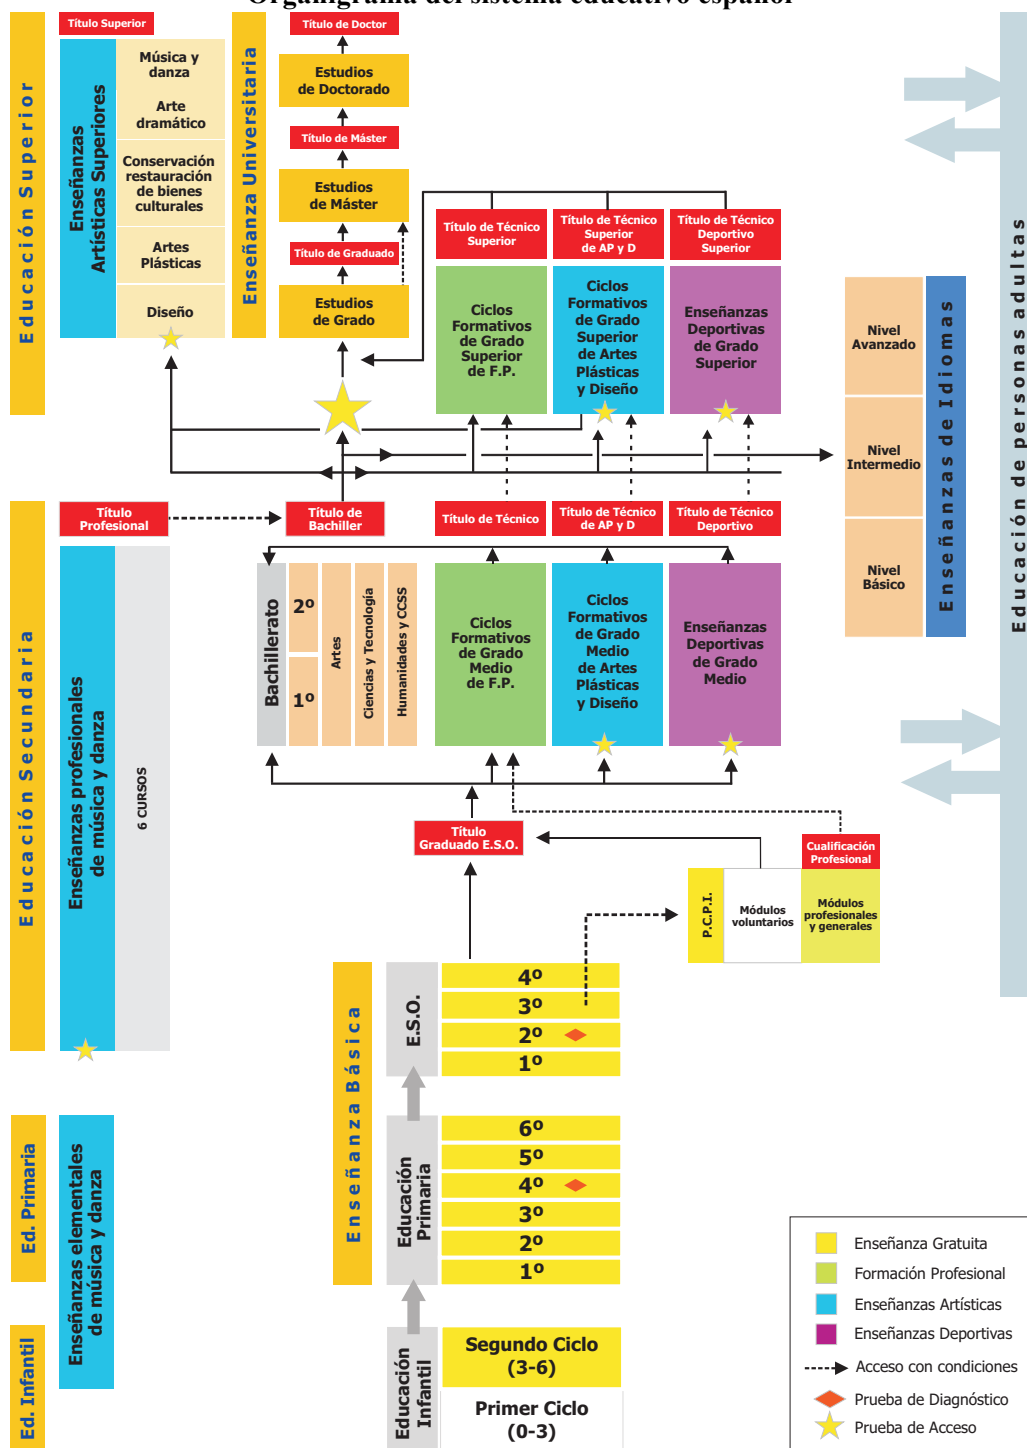 Organigrama del sistema educativo español
Educación Superior
Título Superior
Enseñanzas
Artísticas Superiores
Música y
danza
Arte
dramático
Conservación
restauración
de bienes
culturales
Artes
Plásticas
Diseño
Enseñanza Universitaria
Título de Doctor
Estudios
de Doctorado
Título de Máster
Estudios
de Máster
Título de Graduado
Estudios
de Grado
Título de Técnico
Superior
Título de Técnico
Superior
de AP y D
Título de Técnico
Deportivo
Superior
Ciclos
Formativos
de Grado
Superior
de F.P.
Ciclos
Formativos
de Grado
Superior
de Artes
Plásticas
y Diseño
Enseñanzas
Deportivas
de Grado
Superior
Nivel
Avanzado
Nivel
Intermedio
Nivel
Básico
Enseñanzas de Idiomas
Educación de personas adultas
Educación Secundaria
Título
Profesional
Título de
Bachiller
Título de Técnico
Título de Técnico
de AP y D
Título de Técnico
Deportivo
Enseñanzas profesionales
de música y danza
6 CURSOS
Bachillerato
2º
1º
Artes
Ciencias y Tecnología
Humanidades y CCSS
Ciclos
Formativos
de Grado
Medio
de F.P.
Ciclos
Formativos
de Grado
Medio
de Artes
Plásticas
y Diseño
Enseñanzas
Deportivas
de Grado
Medio
Título
Graduado E.S.O.
Cualificación
Profesional
P.C.P.I.
Módulos
voluntarios
Módulos
profesionales
y generales
Enseñanza Básica
E.S.O.
4º
3º
2º
1º
Ed. Primaria
Enseñanzas elementales
de música y danza
Educación
Primaria
6º
5º
4º
3º
2º
1º
Ed. Infantil
Educación
Infantil
Segundo Ciclo
(3-6)
Primer Ciclo
(0-3)
Enseñanza Gratuita
Formación Profesional
Enseñanzas Artísticas
Enseñanzas Deportivas
Acceso con condiciones
Prueba de Diagnóstico
Prueba de Acceso